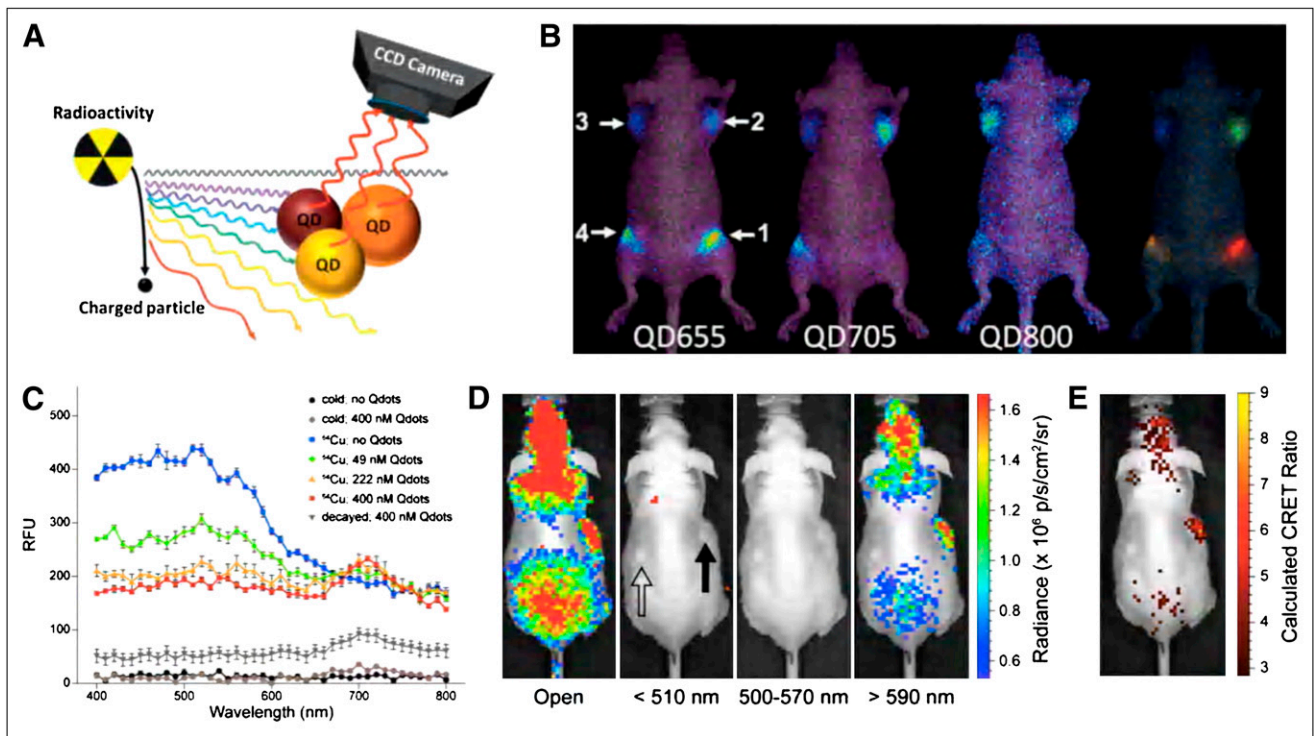 A
CCD Camera
Radioactivity
QD
QD
QD
Charged particle
B
3
2
4
1
QD655
QD705
QD800
C
RFU
500
400
300
200
100
0
400
500
600
700
800
Wavelength (nm)
cold; no Qdots
cold; 400 nM Qdots
⁶⁴Cu; no Qdots
⁶⁴Cu; 49 nM Qdots
⁶⁴Cu; 222 nM Qdots
⁶⁴Cu; 400 nM Qdots
decayed; 400 nM Qdots
D
Open
< 510 nm
500-570 nm
> 590 nm
1.6
1.4
1.2
1.0
0.8
0.6
Radiance (x 10⁶ p/s/cm²/sr)
E
9
8
7
6
5
4
3
Calculated CRET Ratio